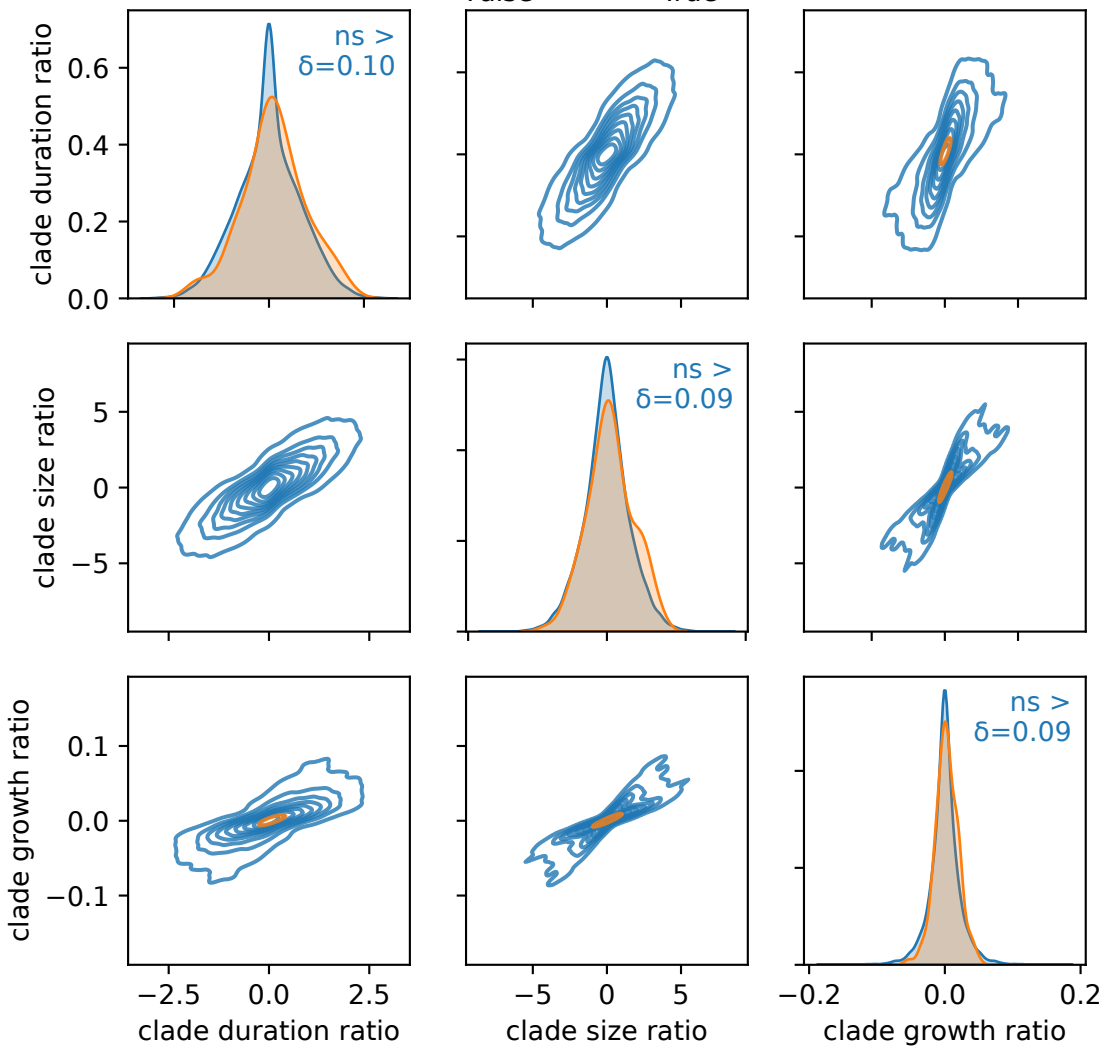 clade duration ratio
0.6
0.4
0.2
0.0
ns >
δ=0.10
clade size ratio
5
0
−5
ns >
δ=0.09
−5
0
5
clade growth ratio
0.1
0.0
−0.1
ns >
δ=0.09
−2.5
0.0
2.5
−5
0
5
−0.2
0.0
0.2
clade duration ratio
clade size ratio
clade growth ratio